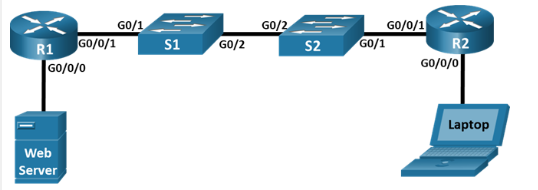 G0/1
G0/2
G0/0/1
R1
G0/0/1
S1
G0/2
S2
G0/1
R2
G0/0/0
G0/0/0
Laptop
Web
Server